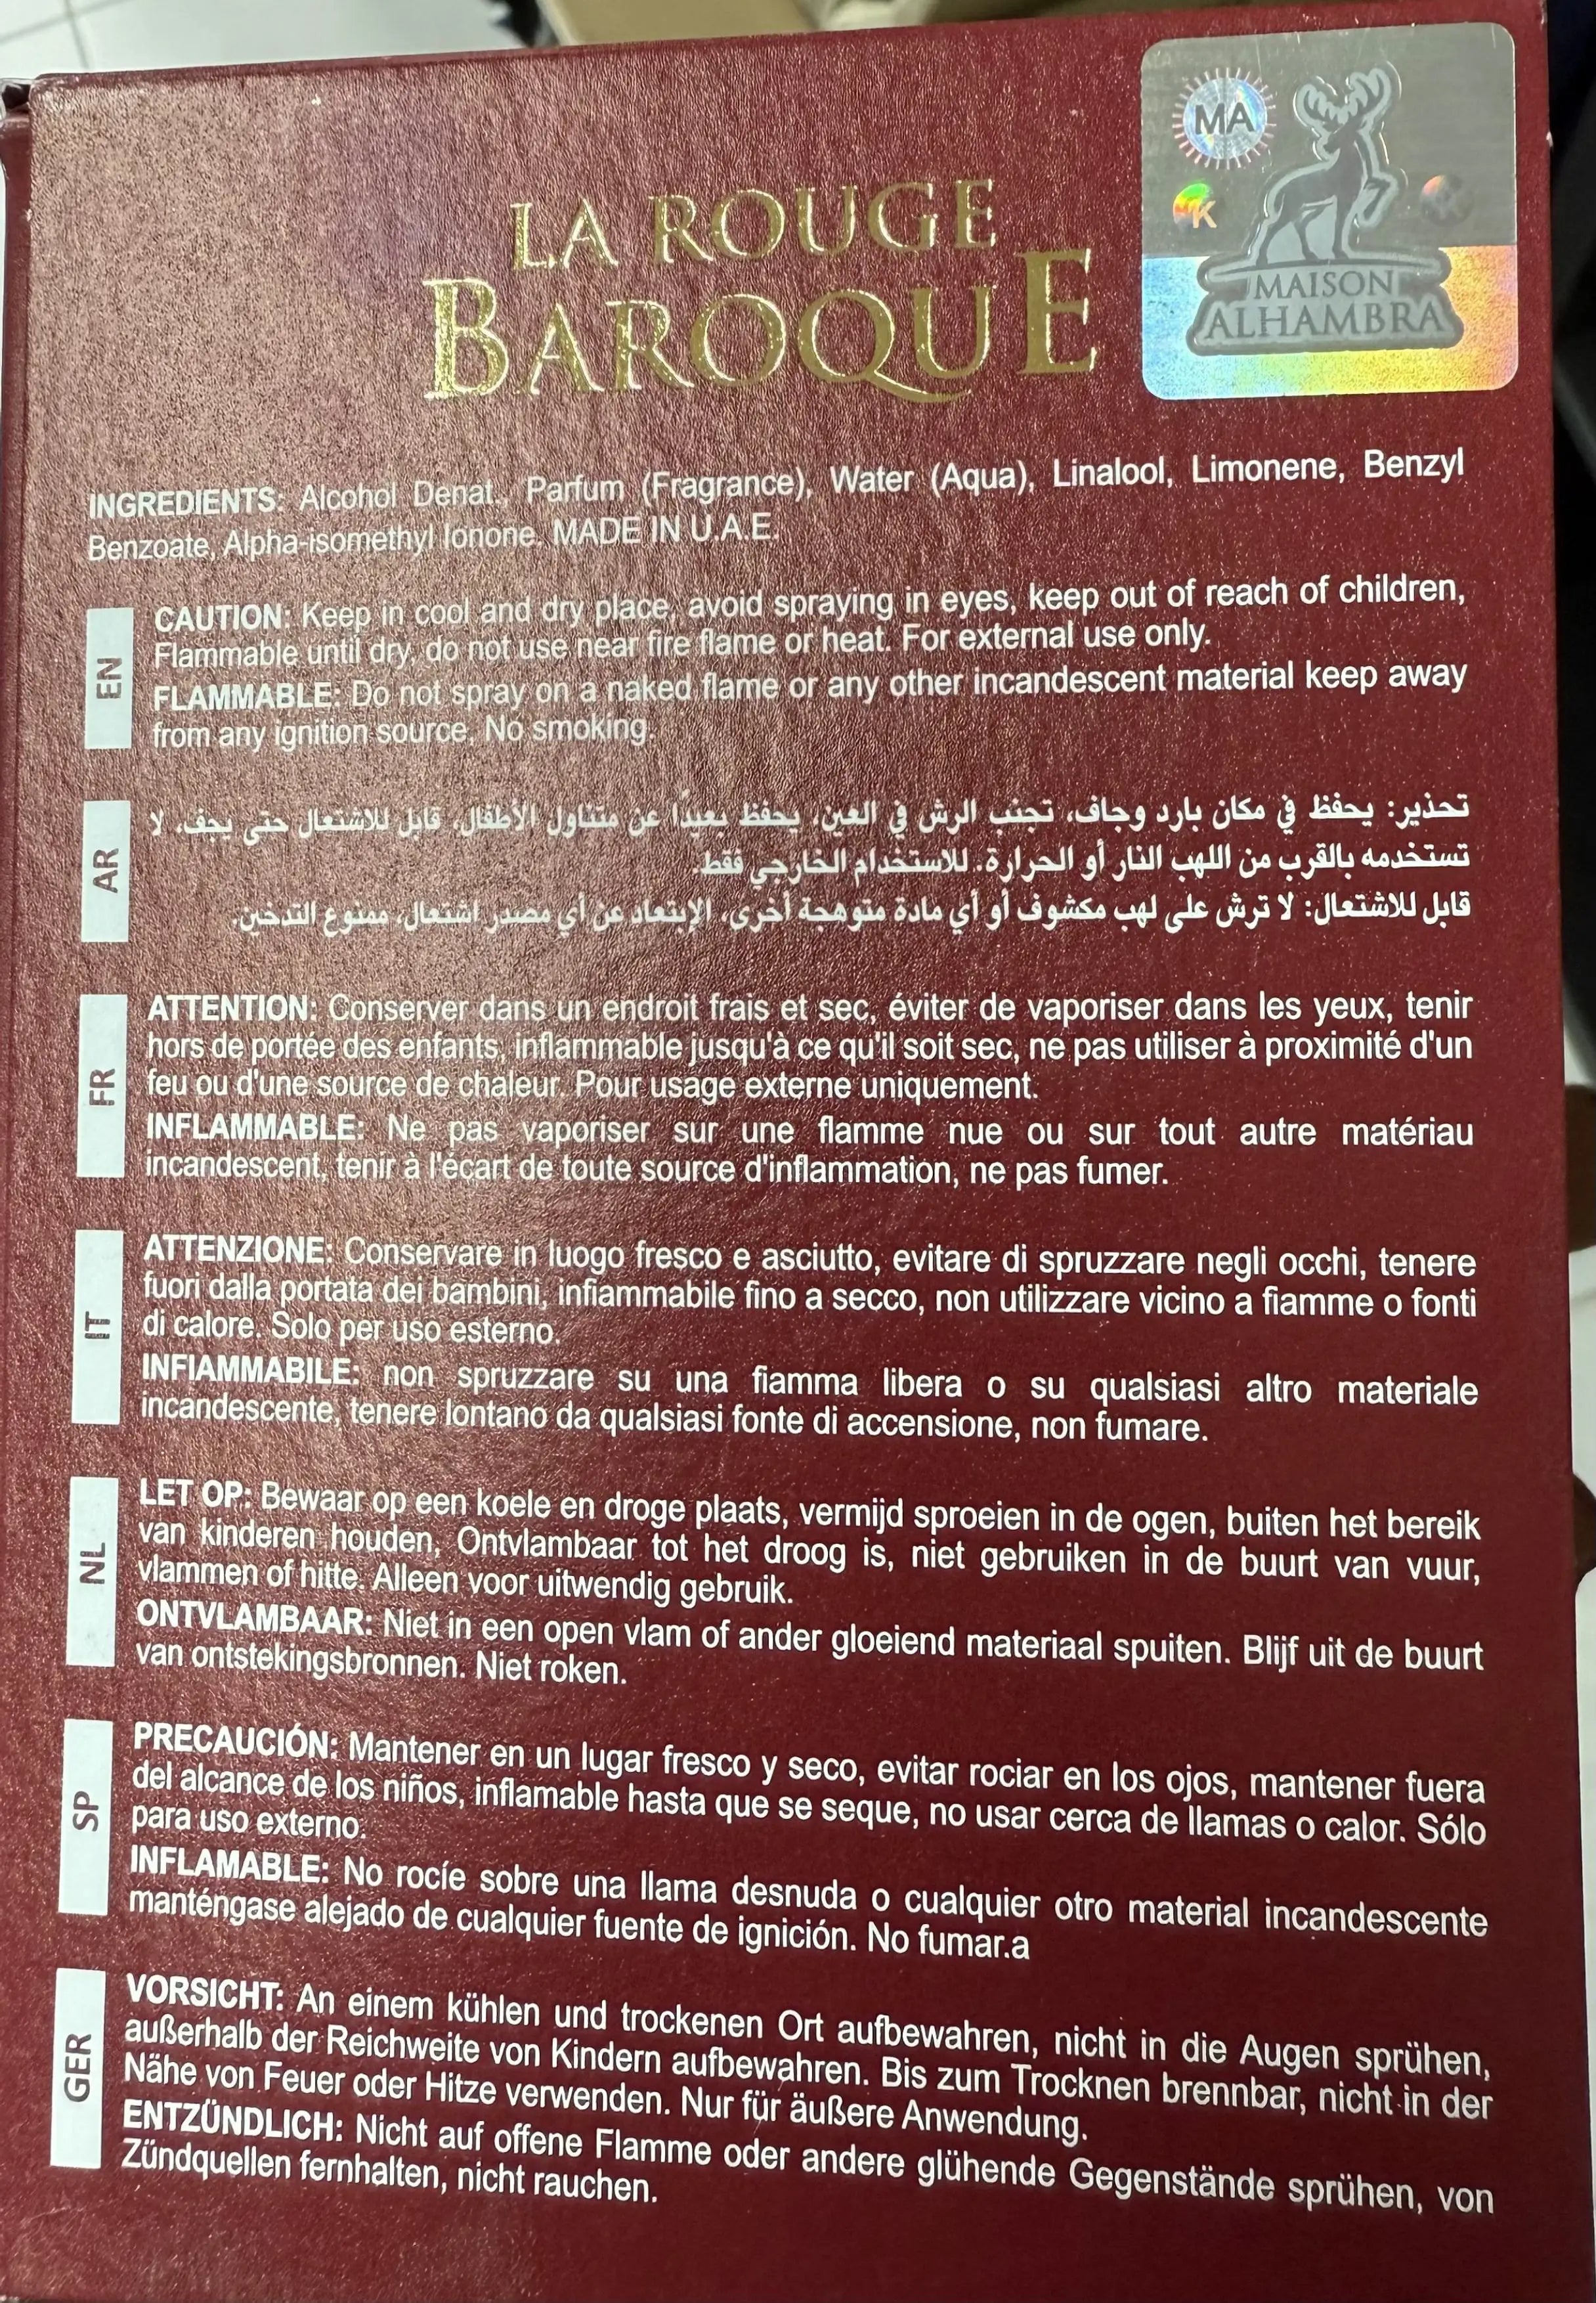 LA ROUGE
BAROQUE
MA
K
MAISON
ALHAMBRA
INGREDIENTS: Alcohol Denat., Parfum (Fragrance), Water (Aqua), Linalool, Limonene, Benzyl
Benzoate, Alpha-isomethyl Ionone. MADE IN U.A.E.
EN
CAUTION: Keep in cool and dry place, avoid spraying in eyes, keep out of reach of children,
Flammable until dry, do not use near fire flame or heat. For external use only.
FLAMMABLE: Do not spray on a naked flame or any other incandescent material keep away
from any ignition source, No smoking.
AR
تحذير: يحفظ في مكان بارد وجاف، تجنب الرش في العين، يحفظ بعيداً عن متناول الأطفال، قابل للاشتعال حتى يجف، لا
تستخدمه بالقرب من اللهب النار أو الحرارة. للاستخدام الخارجي فقط.
قابل للاشتعال: لا ترش على لهب مكشوف أو أي مادة متوهجة أخرى، الإبتعاد عن أي مصدر اشتعال، ممنوع التدخين.
FR
ATTENTION: Conserver dans un endroit frais et sec, éviter de vaporiser dans les yeux, tenir
hors de portée des enfants, inflammable jusqu'à ce qu'il soit sec, ne pas utiliser à proximité d'un
feu ou d'une source de chaleur. Pour usage externe uniquement.
INFLAMMABLE: Ne pas vaporiser sur une flamme nue ou sur tout autre matériau
incandescent, tenir à l'écart de toute source d'inflammation, ne pas fumer.
IT
ATTENZIONE: Conservare in luogo fresco e asciutto, evitare di spruzzare negli occhi, tenere
fuori dalla portata dei bambini, infiammabile fino a secco, non utilizzare vicino a fiamme o fonti
di calore. Solo per uso esterno.
INFIAMMABILE: non spruzzare su una fiamma libera o su qualsiasi altro materiale
incandescente, tenere lontano da qualsiasi fonte di accensione, non fumare.
NL
LET OP: Bewaar op een koele en droge plaats, vermijd sproeien in de ogen, buiten het bereik
van kinderen houden, Ontvlambaar tot het droog is, niet gebruiken in de buurt van vuur,
vlammen of hitte. Alleen voor uitwendig gebruik.
ONTVLAMBAAR: Niet in een open vlam of ander gloeiend materiaal spuiten. Blijf uit de buurt
van ontstekingsbronnen. Niet roken.
SP
PRECAUCIÓN: Mantener en un lugar fresco y seco, evitar rociar en los ojos, mantener fuera
del alcance de los niños, inflamable hasta que se seque, no usar cerca de llamas o calor. Sólo
para uso externo.
INFLAMABLE: No rocíe sobre una llama desnuda o cualquier otro material incandescente
manténgase alejado de cualquier fuente de ignición. No fumar.a
GER
VORSICHT: An einem kühlen und trockenen Ort aufbewahren, nicht in die Augen sprühen,
außerhalb der Reichweite von Kindern aufbewahren. Bis zum Trocknen brennbar, nicht in der
Nähe von Feuer oder Hitze verwenden. Nur für äußere Anwendung.
ENTZÜNDLICH: Nicht auf offene Flamme oder andere glühende Gegenstände sprühen, von
Zündquellen fernhalten, nicht rauchen.